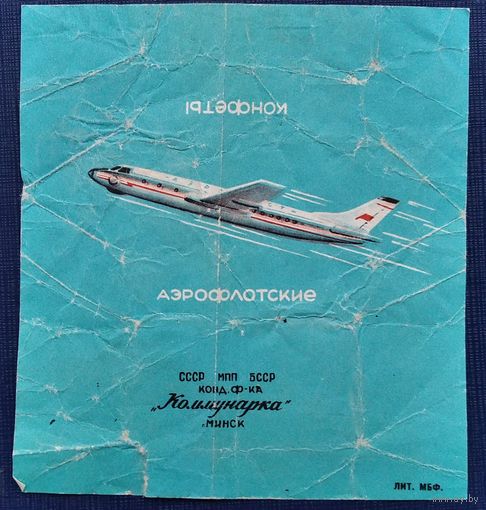 КОНФЕТЫ
АЭРОФЛОТСКИЕ
СССР МПП БССР
КОНД. Ф-КА
„Коммунарка"
МИНСК
ЛИТ. МБФ.